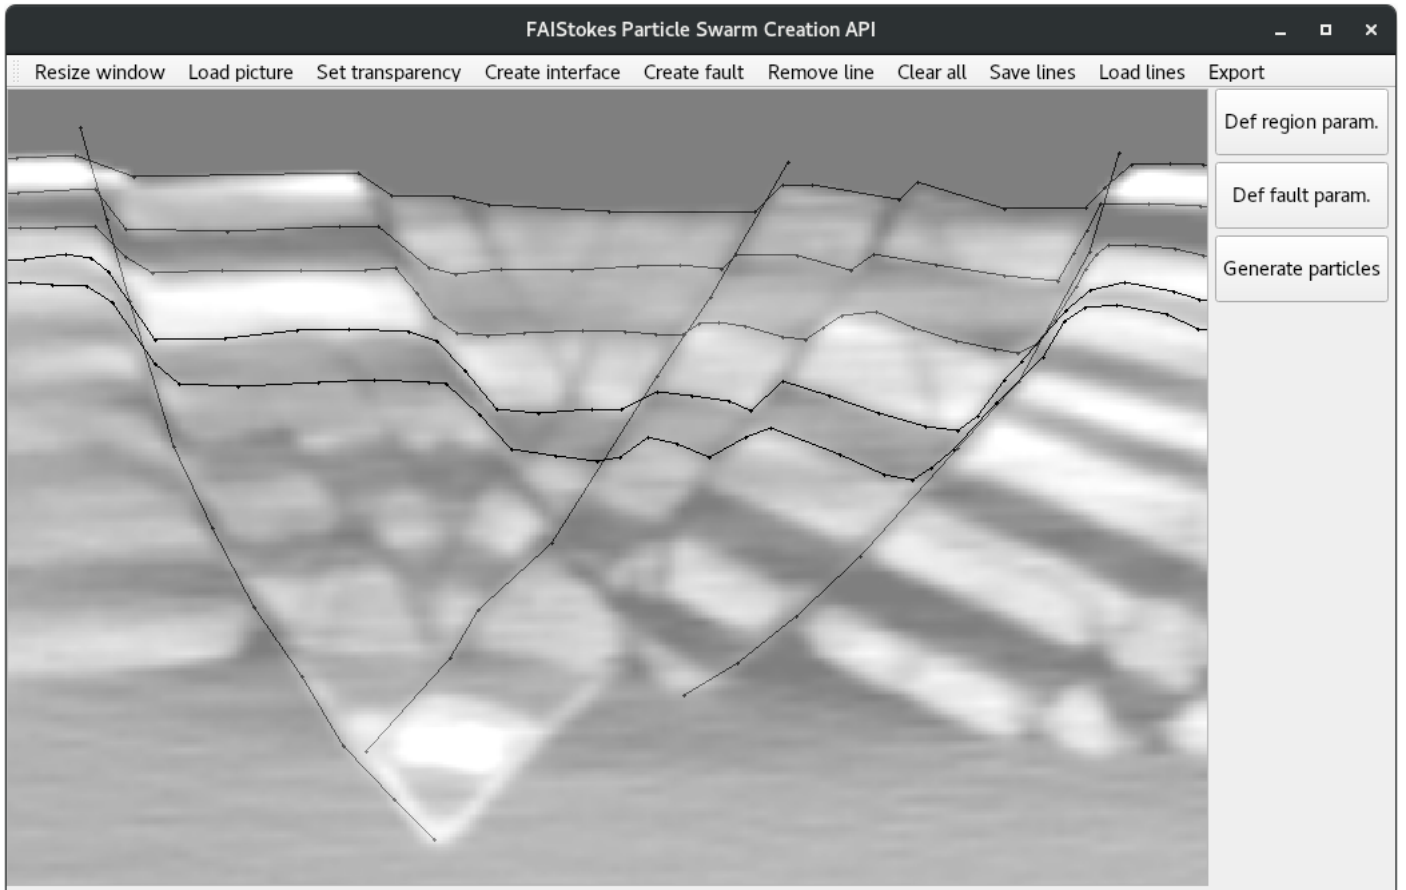 FAIStokes Particle Swarm Creation API
Resize window Load picture Set transparency Create interface Create fault Remove line Clear all Save lines Load lines Export
Def region param.
Def fault param.
Generate particles